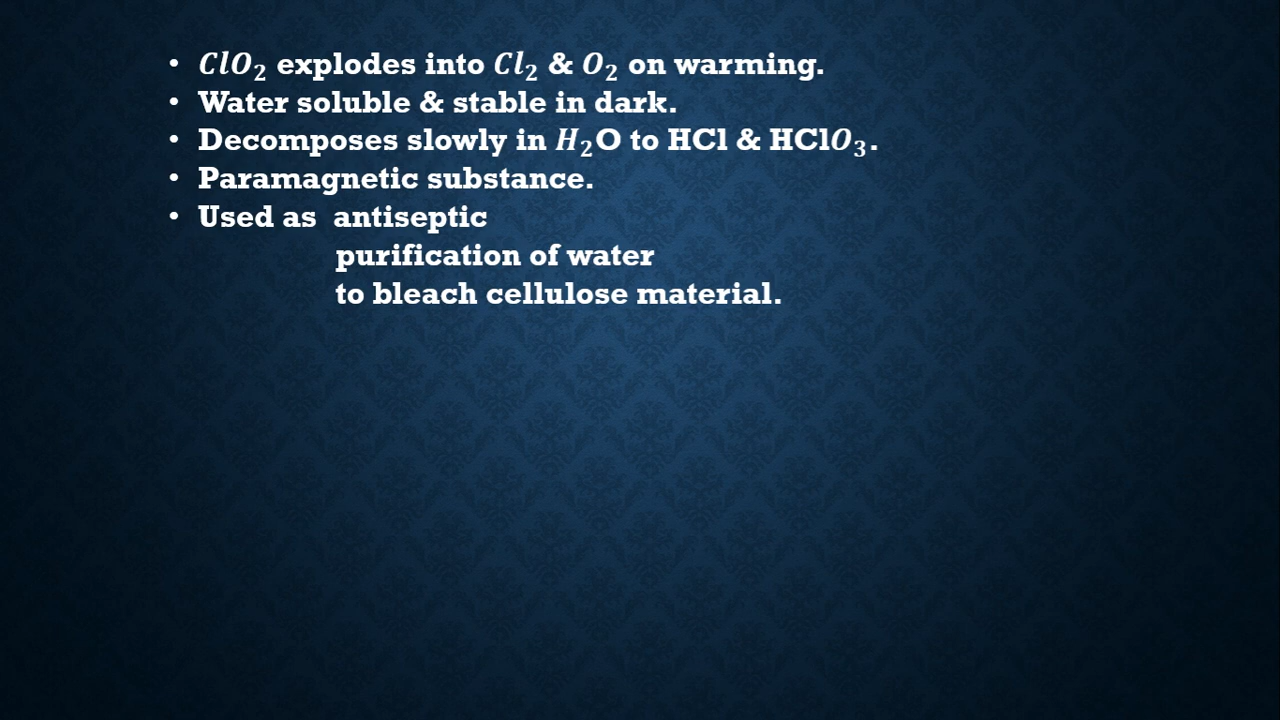 • ClO₂ explodes into Cl₂ & O₂ on warming.
• Water soluble & stable in dark.
• Decomposes slowly in H₂O to HCl & HClO₃.
• Paramagnetic substance.
• Used as antiseptic
purification of water
to bleach cellulose material.